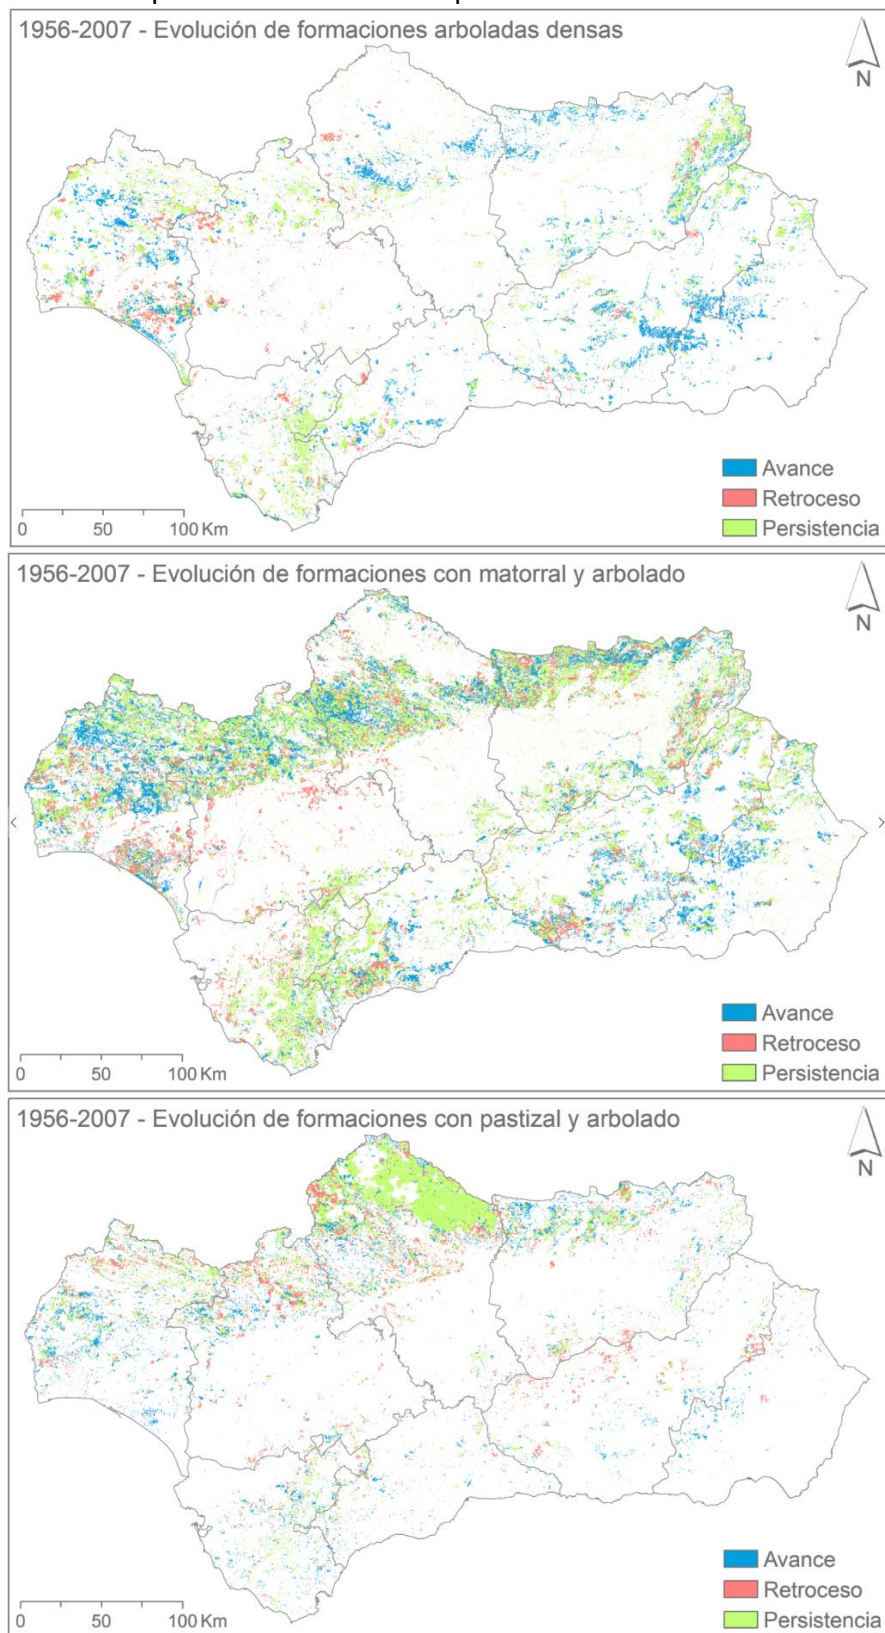 1956-2007 - Evolución de formaciones arboladas densas
N
Avance
Retroceso
Persistencia
0 50 100 Km
1956-2007 - Evolución de formaciones con matorral y arbolado
N
Avance
Retroceso
Persistencia
0 50 100 Km
1956-2007 - Evolución de formaciones con pastizal y arbolado
N
Avance
Retroceso
Persistencia
0 50 100 Km